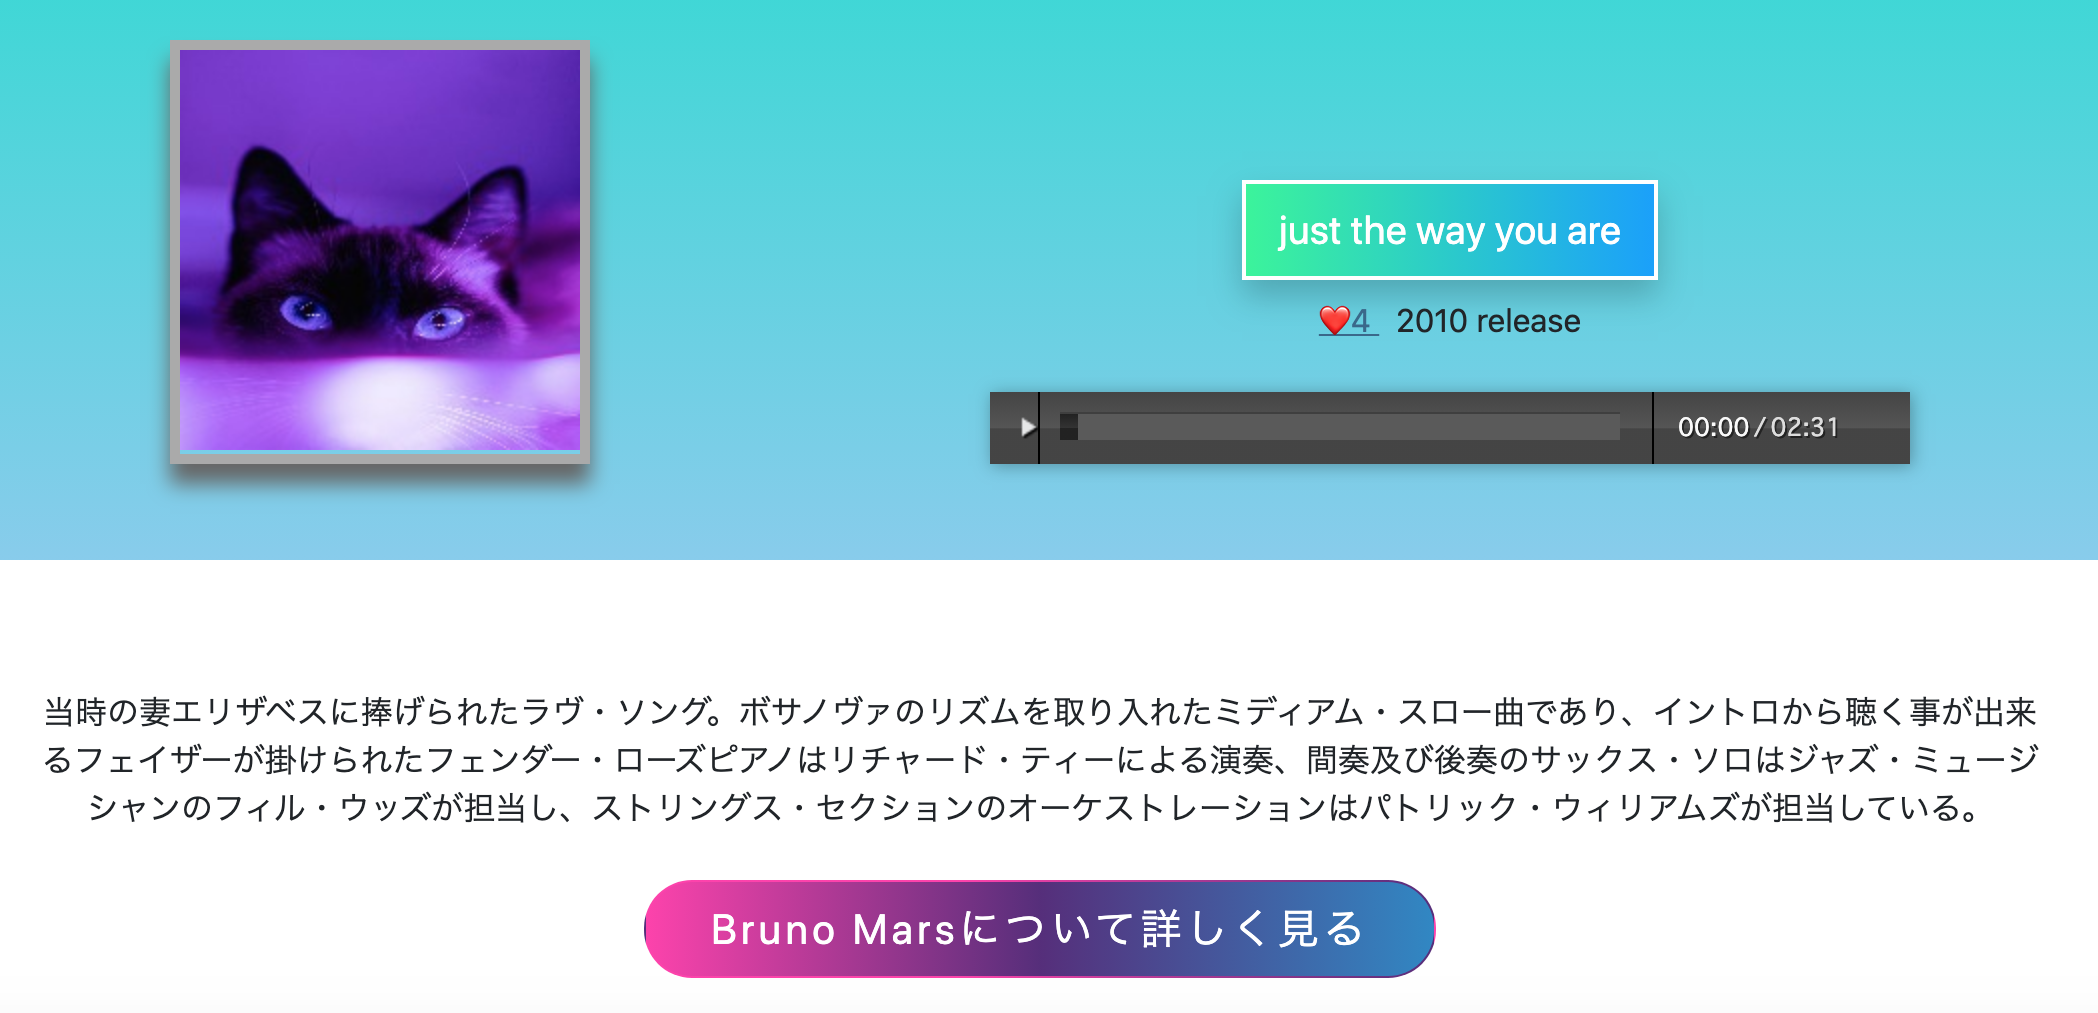 just the way you are
❤️4 2010 release
00:00/02:31
当時の妻エリザベスに捧げられたラヴ・ソング。ボサノヴァのリズムを取り入れたミディアム・スロー曲であり、イントロから聴く事が出来
るフェイザーが掛けられたフェンダー・ローズピアノはリチャード・ティーによる演奏、間奏及び後奏のサックス・ソロはジャズ・ミュージ
シャンのフィル・ウッズが担当し、ストリングス・セクションのオーケストレーションはパトリック・ウィリアムズが担当している。
Bruno Marsについて詳しく見る